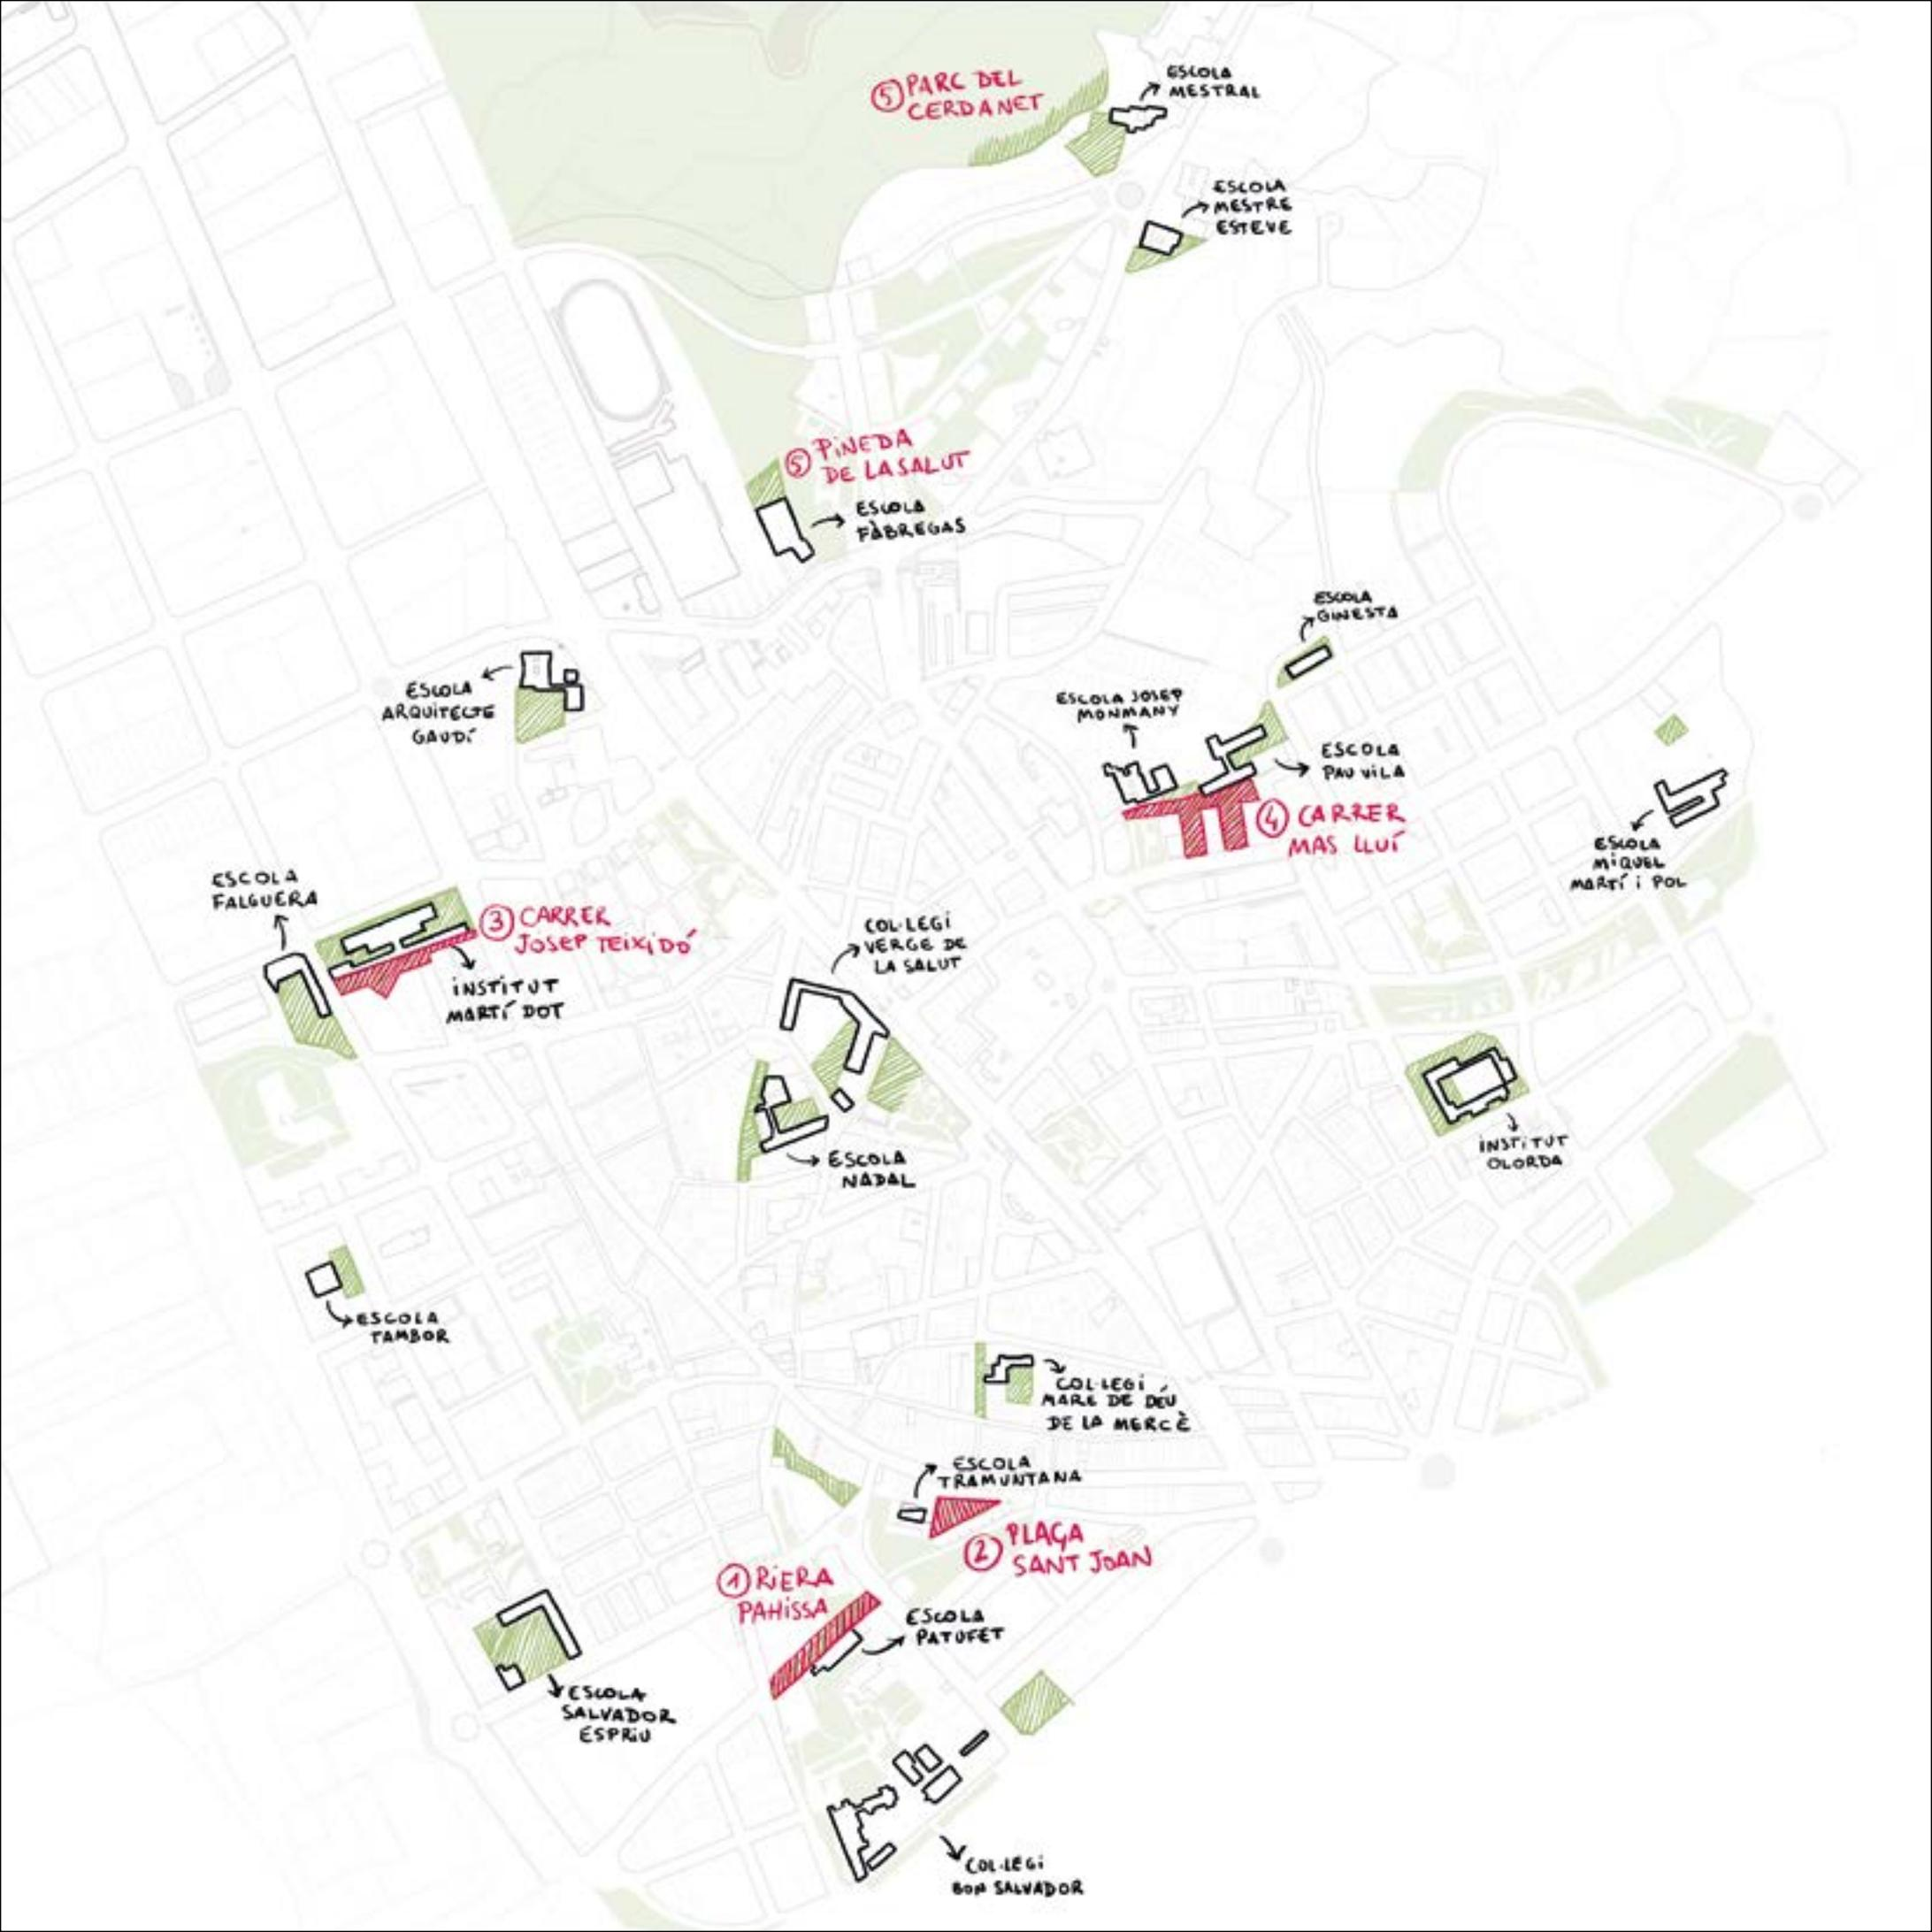 ⑤ PARC DEL
CERDANET
ESCOLA
MESTRAL
ESCOLA
MESTRE
ESTEVE
⑤ PINEDA
DE LA SALUT
ESCOLA
FÀBREGAS
ESCOLA
GINESTA
ESCOLA
ARQUITECTE
GAUDÍ
ESCOLA JOSEP
MONMANY
ESCOLA
PAU VILA
④ CARRER
MAS LLUÍ
ESCOLA
MIQUEL
MARTÍ i POL
ESCOLA
FALGUERA
③ CARRER
JOSEP TEIXIDÓ
INSTITUT
MARTÍ DOT
COL·LEGI
VERGE DE
LA SALUT
ESCOLA
NADAL
INSTITUT
OLORDA
ESCOLA
TAMBOR
COL·LEGI
MARE DE DÉU
DE LA MERCÈ
ESCOLA
TRAMUNTANA
② PLAÇA
SANT JOAN
① RIERA
PAHISSA
ESCOLA
PATUFET
ESCOLA
SALVADOR
ESPRIU
COL·LEGI
BON SALVADOR